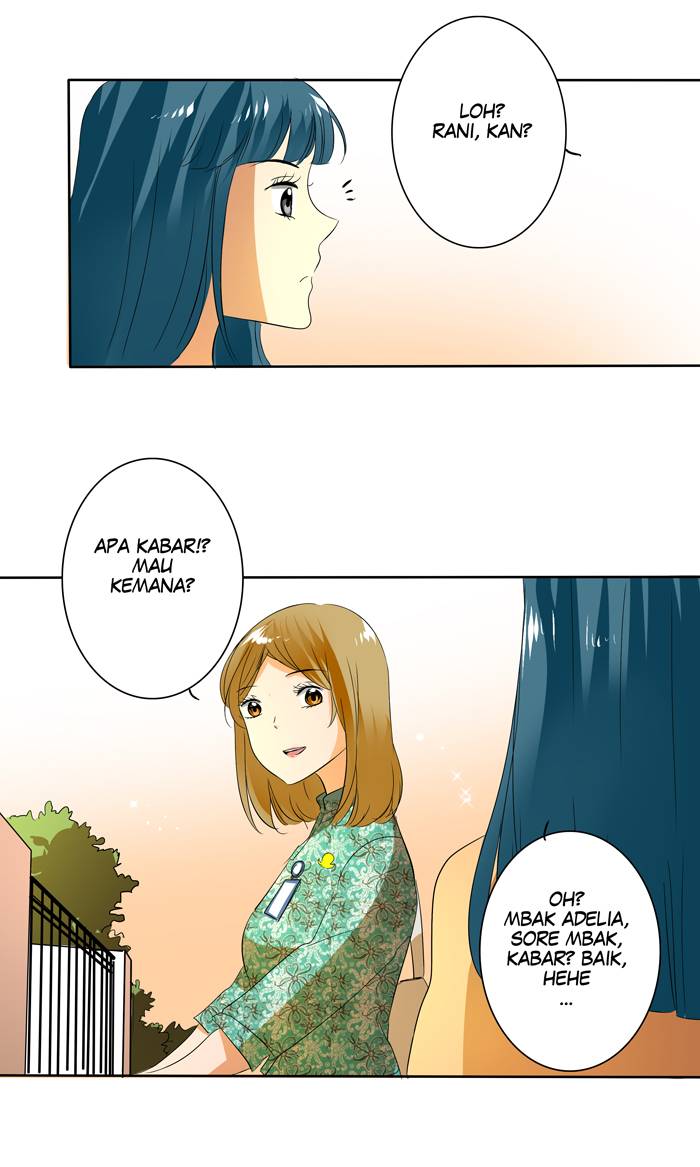 LOH?
RANI, KAN?
APA KABAR!?
MAU
KEMANA?
OH?
MBAK ADELIA,
SORE MBAK,
KABAR? BAIK,
HEHE
...